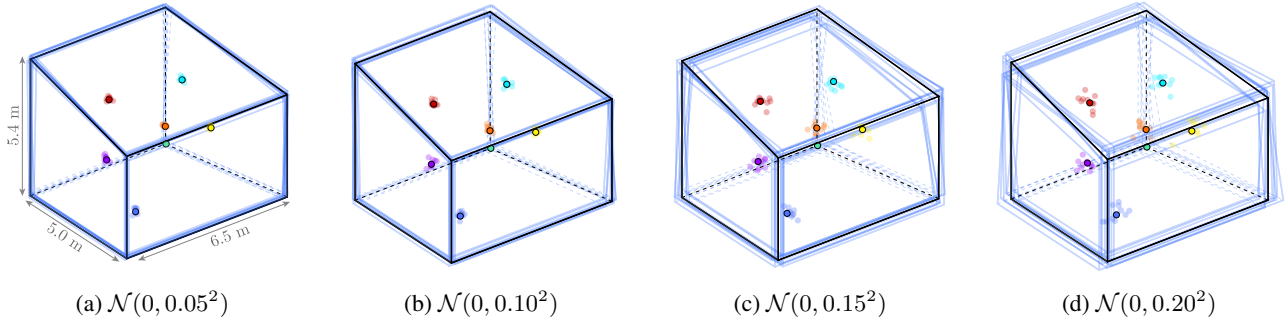 5.4 m
5.0 m
6.5 m
(a) 𝒩(0, 0.05²)
(b) 𝒩(0, 0.10²)
(c) 𝒩(0, 0.15²)
(d) 𝒩(0, 0.20²)